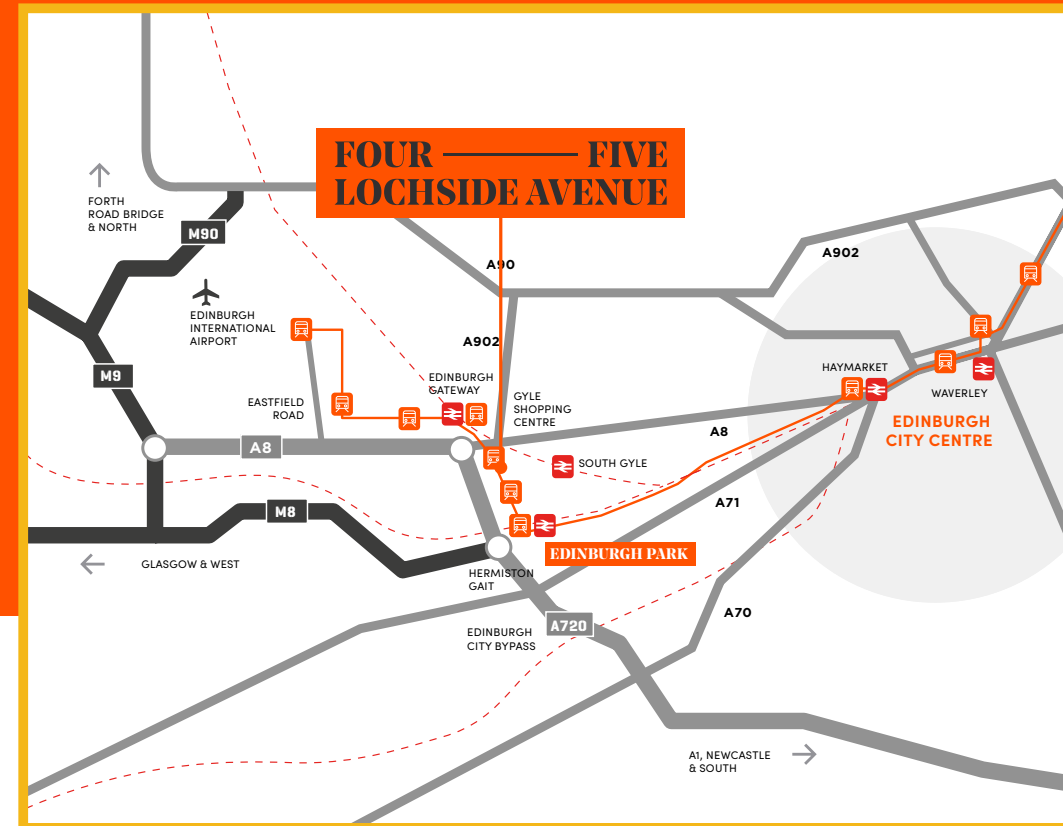 FOUR FIVE
LOCHSIDE AVENUE
FORTH
ROAD BRIDGE
& NORTH
M90
A90
A902
EDINBURGH
INTERNATIONAL
AIRPORT
A902
M9
EDINBURGH
GATEWAY
HAYMARKET
WAVERLEY
EASTFIELD
ROAD
GYLE
SHOPPING
CENTRE
EDINBURGH
CITY CENTRE
A8
A8
SOUTH GYLE
M8
A71
EDINBURGH PARK
GLASGOW & WEST
HERMISTON
GAIT
A70
EDINBURGH
CITY BYPASS
A720
A1, NEWCASTLE
& SOUTH